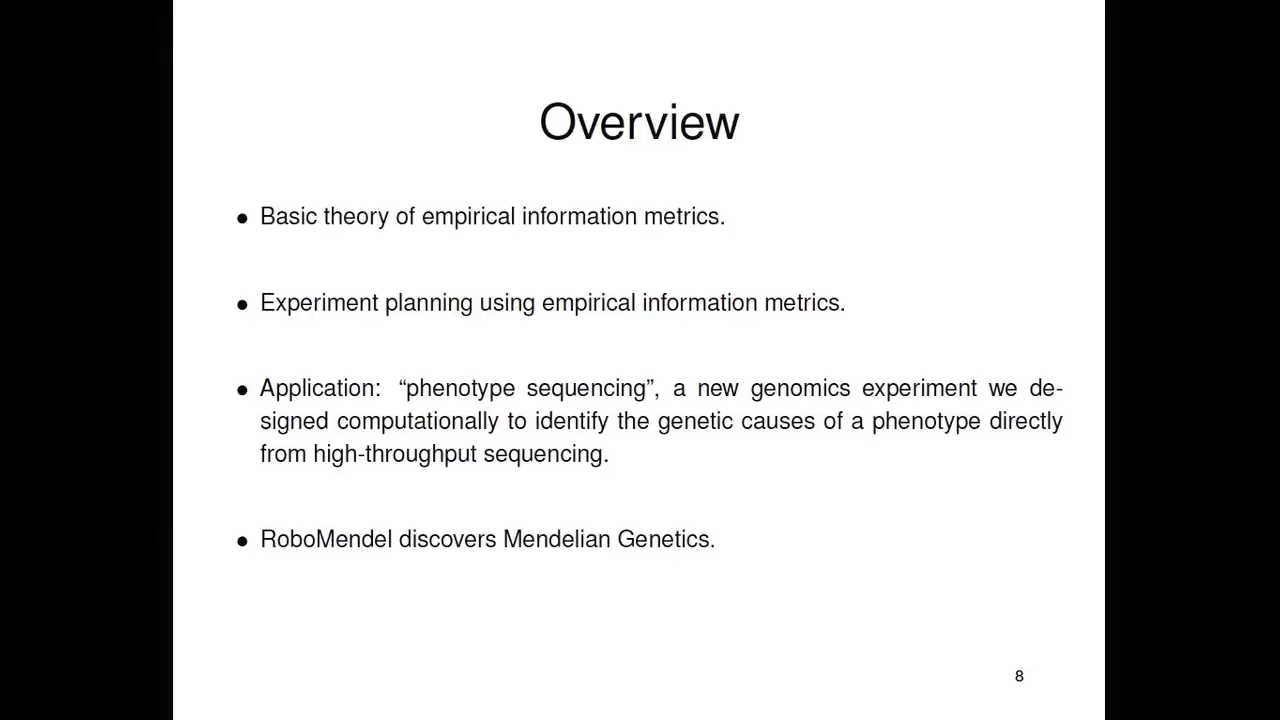 Overview
● Basic theory of empirical information metrics.
● Experiment planning using empirical information metrics.
● Application: “phenotype sequencing”, a new genomics experiment we de-
signed computationally to identify the genetic causes of a phenotype directly
from high-throughput sequencing.
● RoboMendel discovers Mendelian Genetics.
8